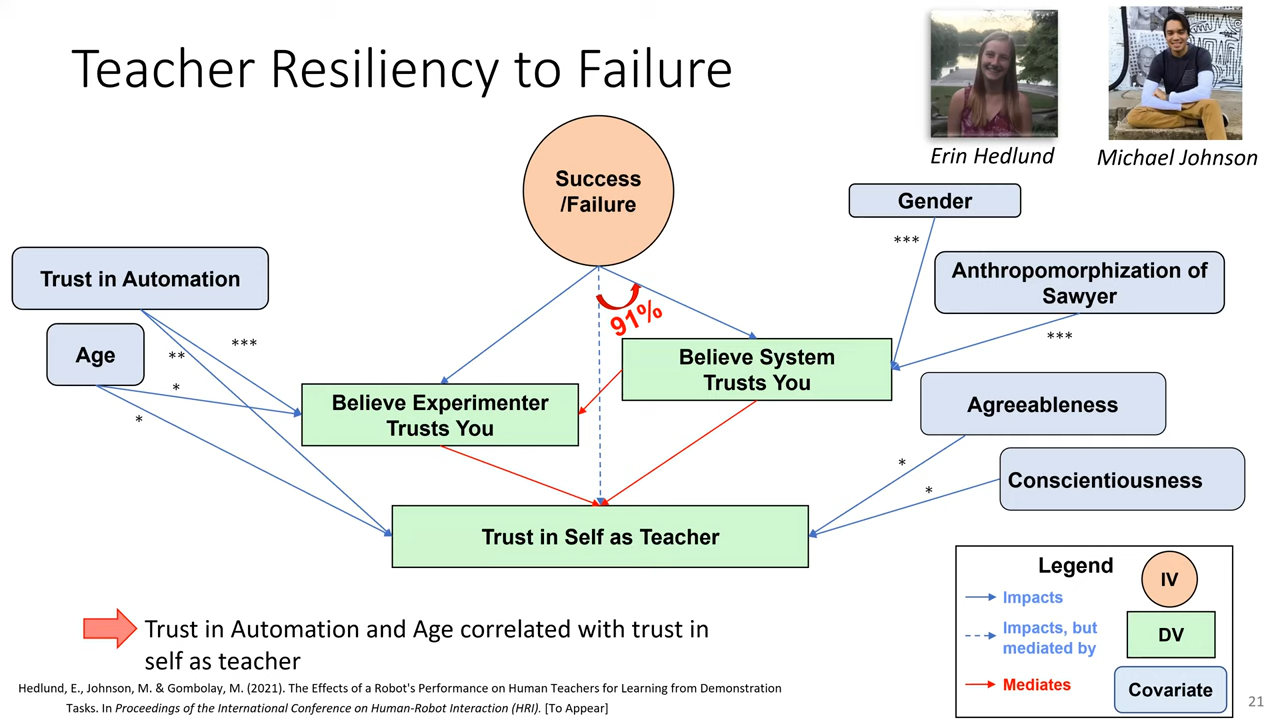 Teacher Resiliency to Failure
Erin Hedlund
Michael Johnson
Success
/Failure
Gender
***
Trust in Automation
Anthropomorphization of
Sawyer
***
91%
Age
***
**
*
*
Believe System
Trusts You
Believe Experimenter
Trusts You
Agreeableness
*
Conscientiousness
*
Trust in Self as Teacher
Legend
IV
Impacts
Impacts, but
mediated by
DV
Mediates
Covariate
Trust in Automation and Age correlated with trust in
self as teacher
Hedlund, E., Johnson, M. & Gombolay, M. (2021). The Effects of a Robot's Performance on Human Teachers for Learning from Demonstration
Tasks. In Proceedings of the International Conference on Human-Robot Interaction (HRI). [To Appear]
21